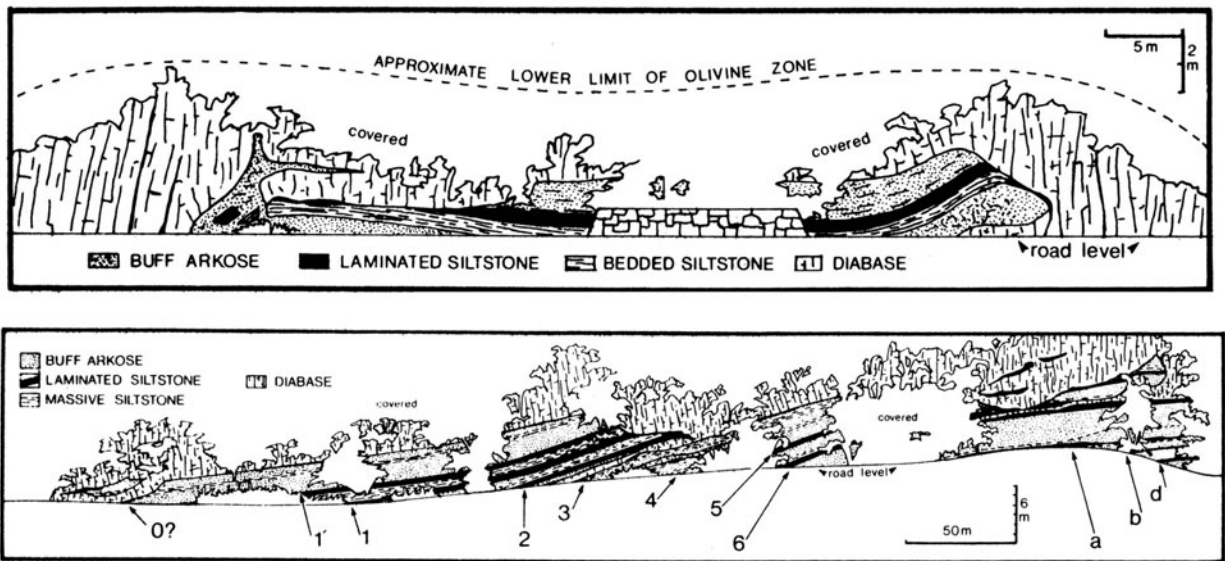 5 m
2 m
APPROXIMATE LOWER LIMIT OF OLIVINE ZONE
covered
covered
road level
BUFF ARKOSE
LAMINATED SILTSTONE
BEDDED SILTSTONE
DIABASE
BUFF ARKOSE
LAMINATED SILTSTONE
DIABASE
MASSIVE SILTSTONE
covered
covered
road level
0?
1'
1
2
3
4
5
6
50 m
6 m
a
b
d